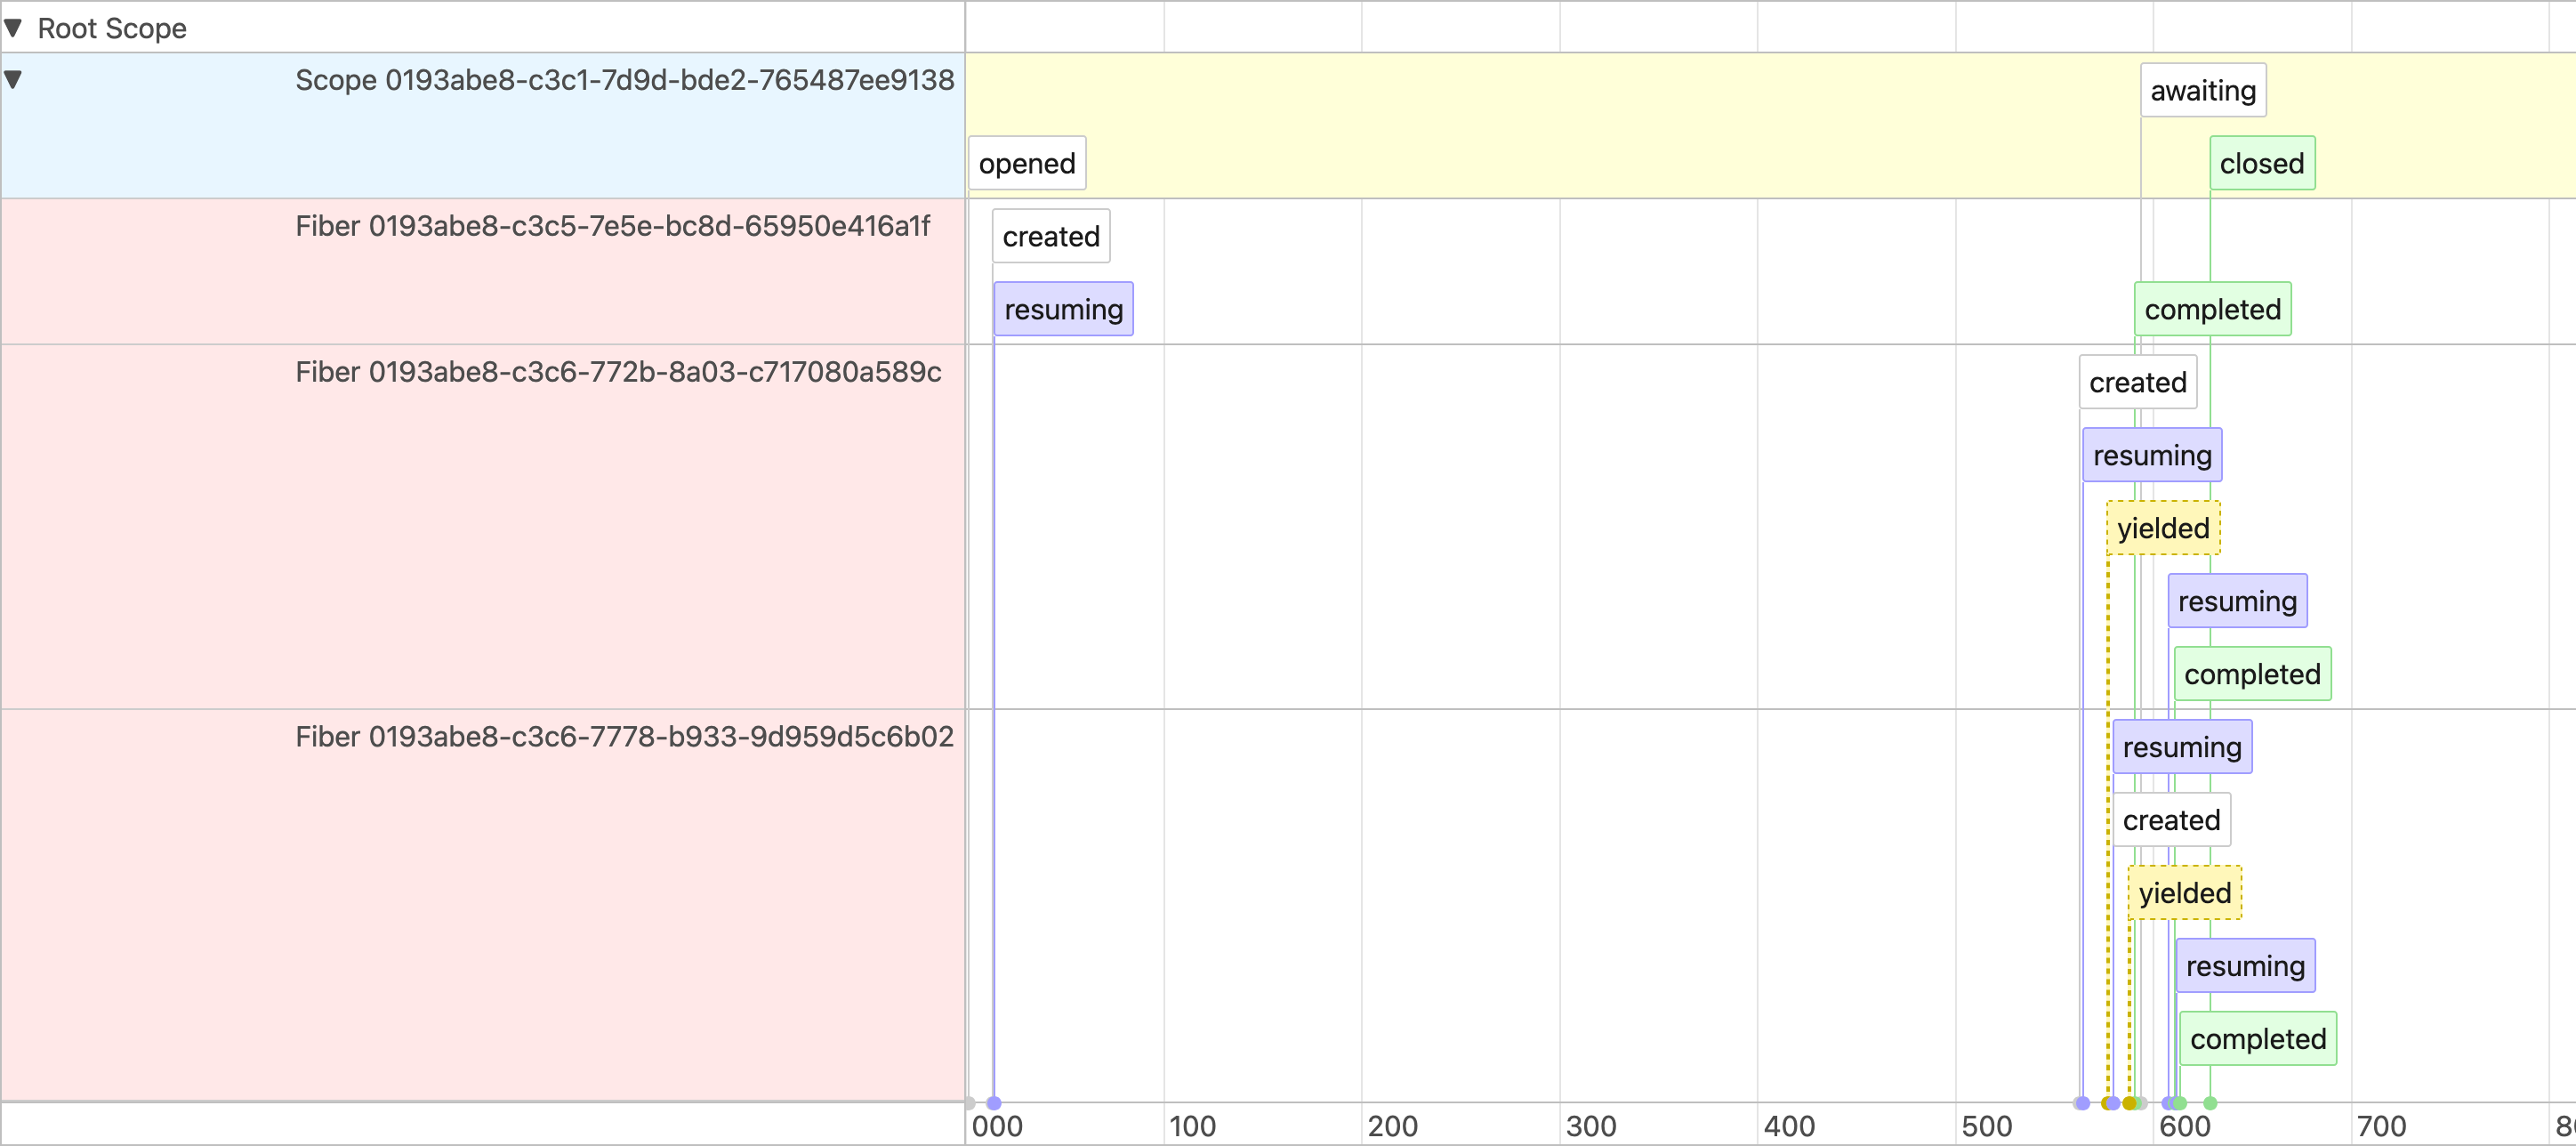 Root Scope
Scope 0193abe8-c3c1-7d9d-bde2-765487ee9138
awaiting
opened
closed
Fiber 0193abe8-c3c5-7e5e-bc8d-65950e416a1f
created
resuming
completed
Fiber 0193abe8-c3c6-772b-8a03-c717080a589c
created
resuming
yielded
resuming
completed
Fiber 0193abe8-c3c6-7778-b933-9d959d5c6b02
resuming
created
yielded
resuming
completed
000 100 200 300 400 500 600 700